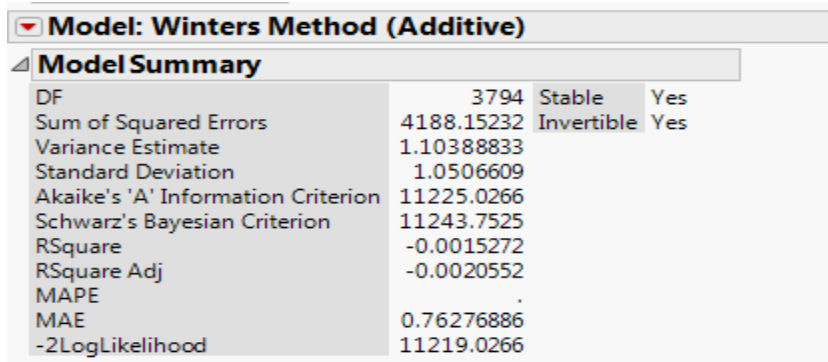 Model: Winters Method (Additive)
Model Summary
DF 3794 Stable Yes
Sum of Squared Errors 4188.15232 Invertible Yes
Variance Estimate 1.10388833
Standard Deviation 1.0506609
Akaike's 'A' Information Criterion 11225.0266
Schwarz's Bayesian Criterion 11243.7525
RSquare -0.0015272
RSquare Adj -0.0020552
MAPE .
MAE 0.76276886
-2LogLikelihood 11219.0266